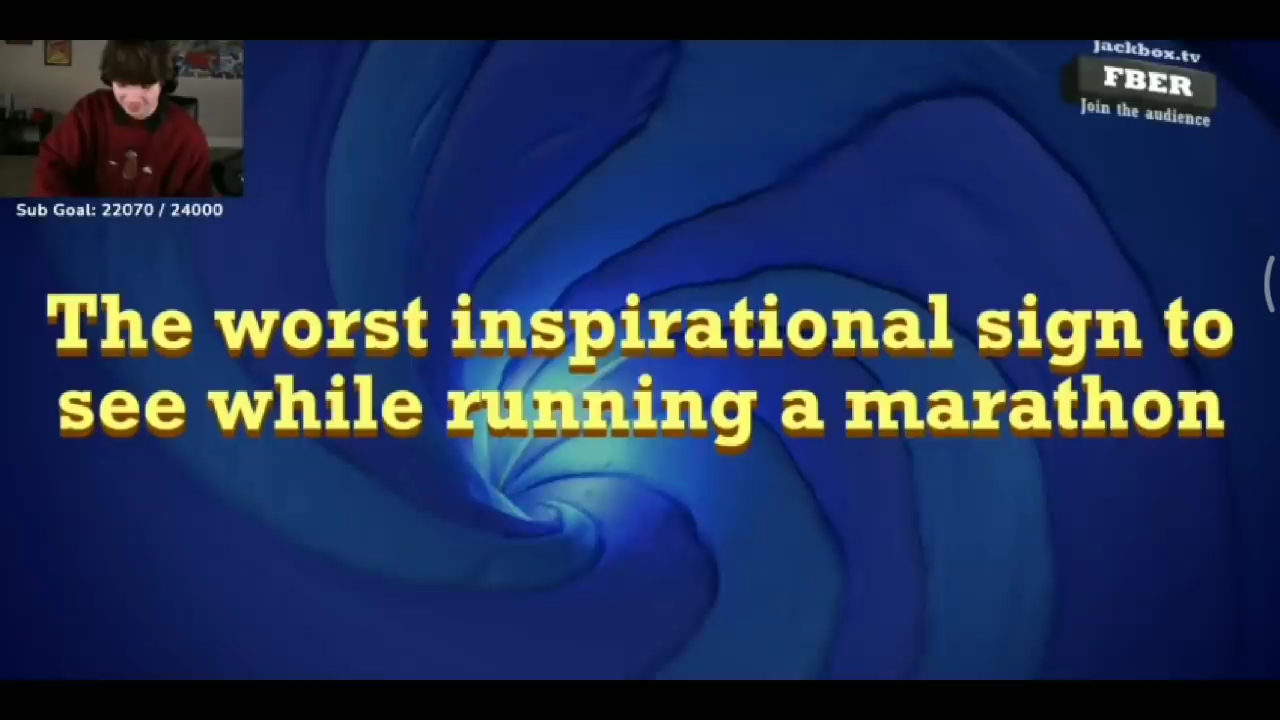 jackbox.tv
FBER
Join the audience
Sub Goal: 22070 / 24000
The worst inspirational sign to
see while running a marathon